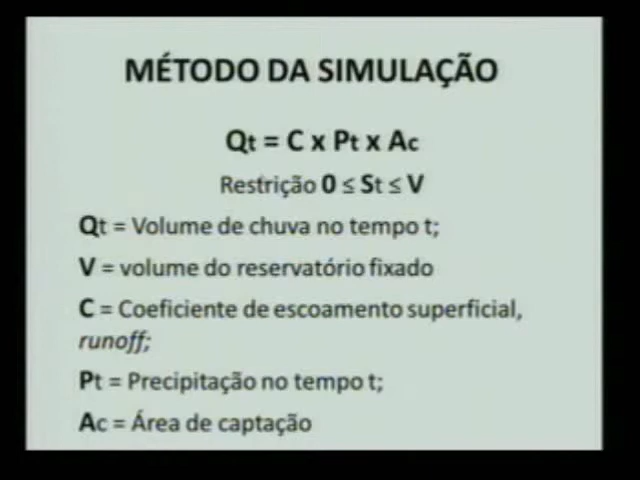 MÉTODO DA SIMULAÇÃO
Qt = C x Pt x Ac
Restrição 0 ≤ St ≤ V
Qt = Volume de chuva no tempo t;
V = volume do reservatório fixado
C = Coeficiente de escoamento superficial,
runoff;
Pt = Precipitação no tempo t;
Ac = Área de captação